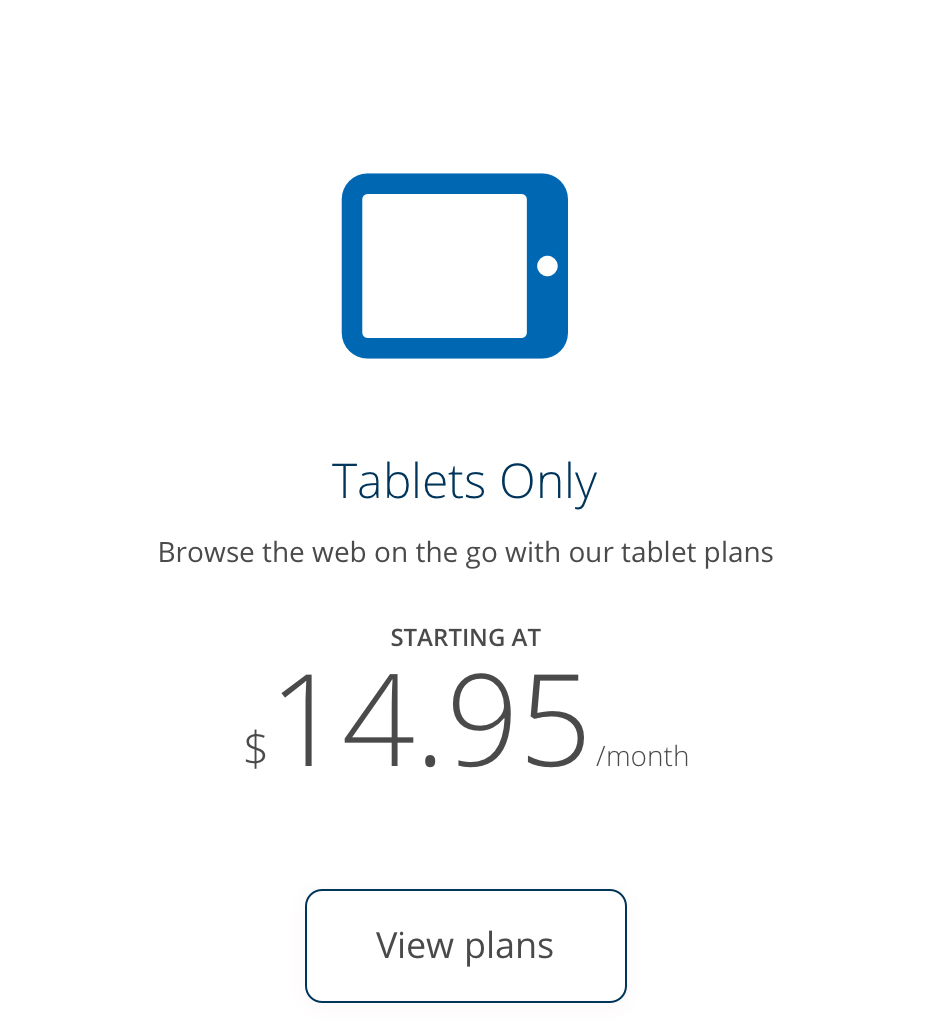 Tablets Only
Browse the web on the go with our tablet plans
STARTING AT
$14.95/month
View plans